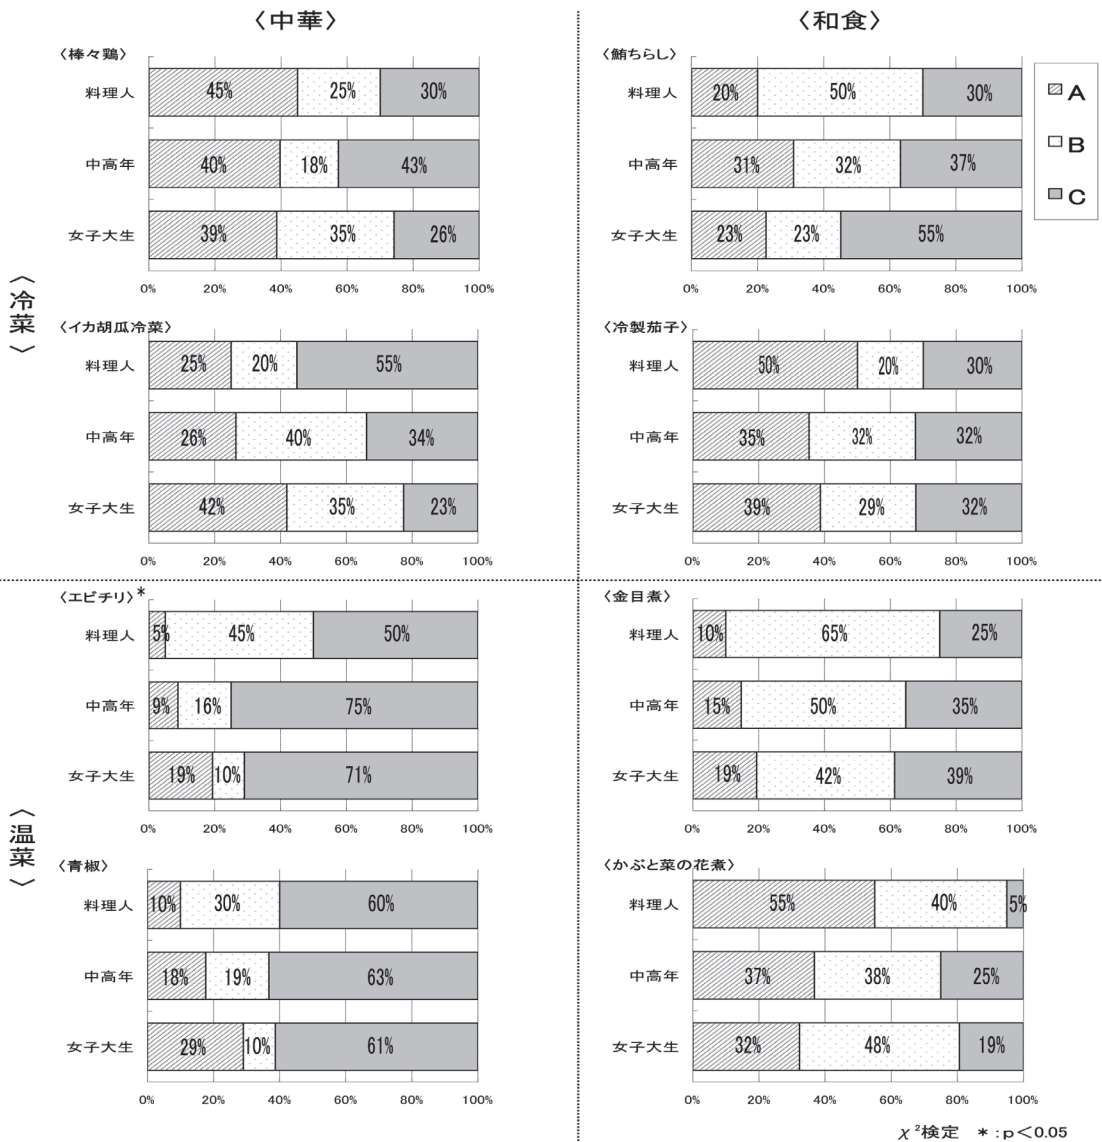 〈中華〉
〈和食〉
A
B
C
〈冷菜〉
〈棒々鶏〉
料理人 45% 25% 30%
中高年 40% 18% 43%
女子大生 39% 35% 26%
0% 20% 40% 60% 80% 100%
〈鮪ちらし〉
料理人 20% 50% 30%
中高年 31% 32% 37%
女子大生 23% 23% 55%
0% 20% 40% 60% 80% 100%
〈イカ胡瓜冷菜〉
料理人 25% 20% 55%
中高年 26% 40% 34%
女子大生 42% 35% 23%
0% 20% 40% 60% 80% 100%
〈冷製茄子〉
料理人 50% 20% 30%
中高年 35% 32% 32%
女子大生 39% 29% 32%
0% 20% 40% 60% 80% 100%
〈温菜〉
〈エビチリ〉*
料理人 5% 45% 50%
中高年 9% 16% 75%
女子大生 19% 10% 71%
0% 20% 40% 60% 80% 100%
〈金目煮〉
料理人 10% 65% 25%
中高年 15% 50% 35%
女子大生 19% 42% 39%
0% 20% 40% 60% 80% 100%
〈青椒〉
料理人 10% 30% 60%
中高年 18% 19% 63%
女子大生 29% 10% 61%
0% 20% 40% 60% 80% 100%
〈かぶと菜の花煮〉
料理人 55% 40% 5%
中高年 37% 38% 25%
女子大生 32% 48% 19%
0% 20% 40% 60% 80% 100%
χ²検定 *:p<0.05